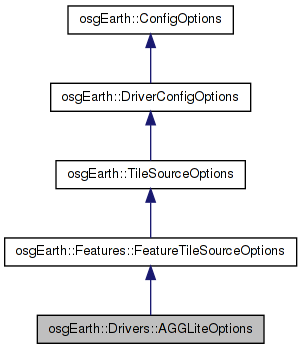 osgEarth::ConfigOptions
osgEarth::DriverConfigOptions
osgEarth::TileSourceOptions
osgEarth::Features::FeatureTileSourceOptions
osgEarth::Drivers::AGGLiteOptions